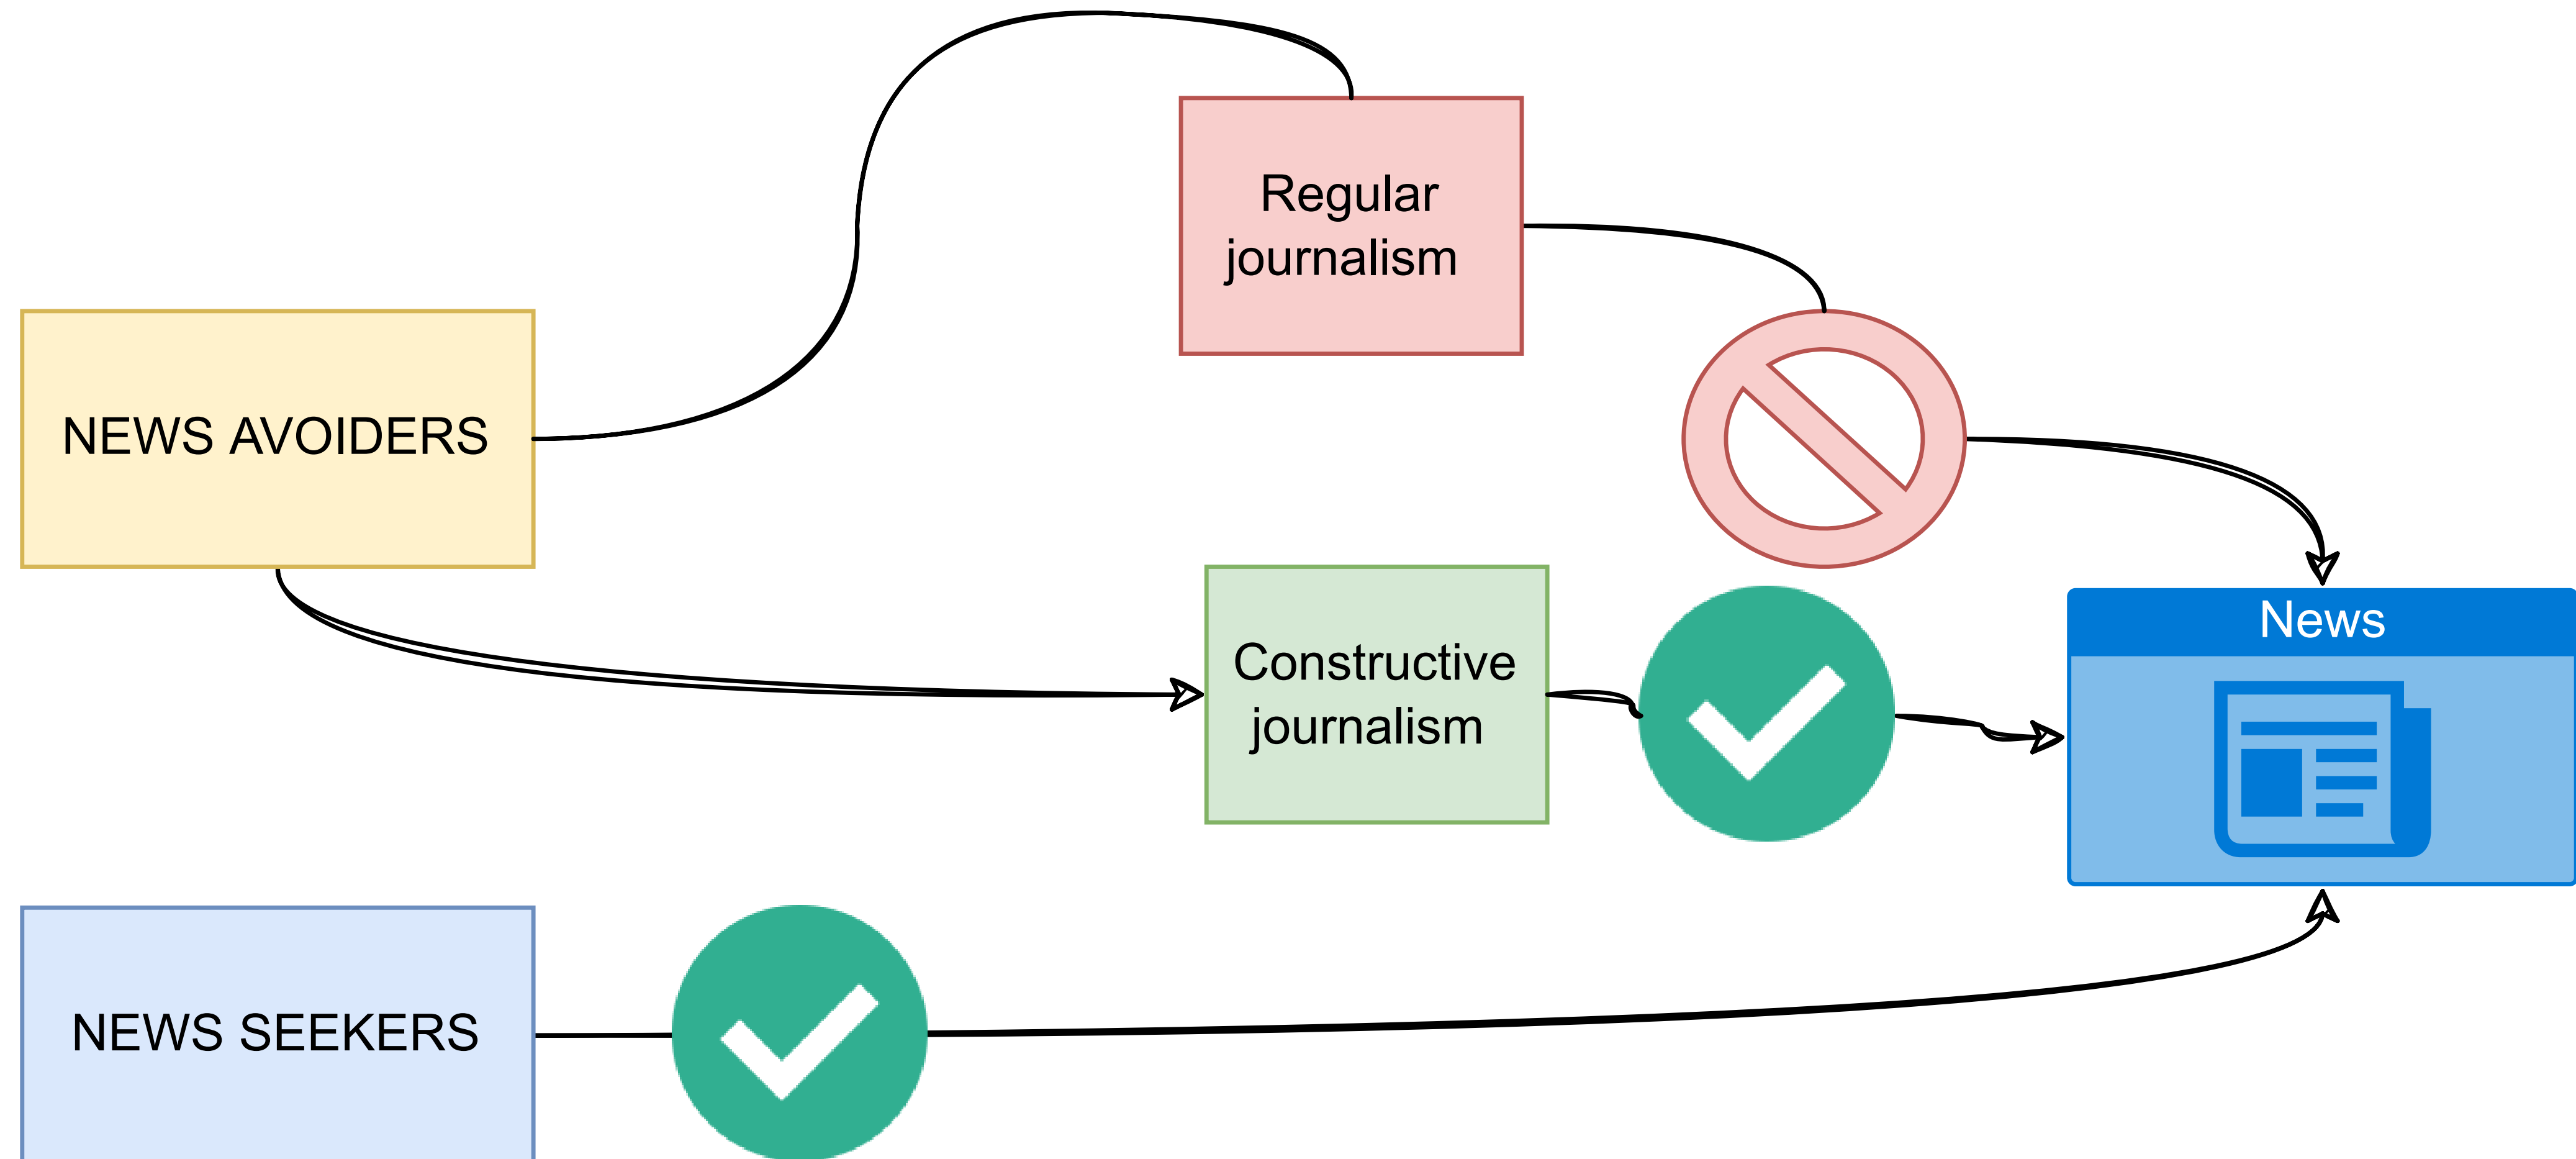 Regular
journalism
NEWS AVOIDERS
News
Constructive
journalism
NEWS SEEKERS